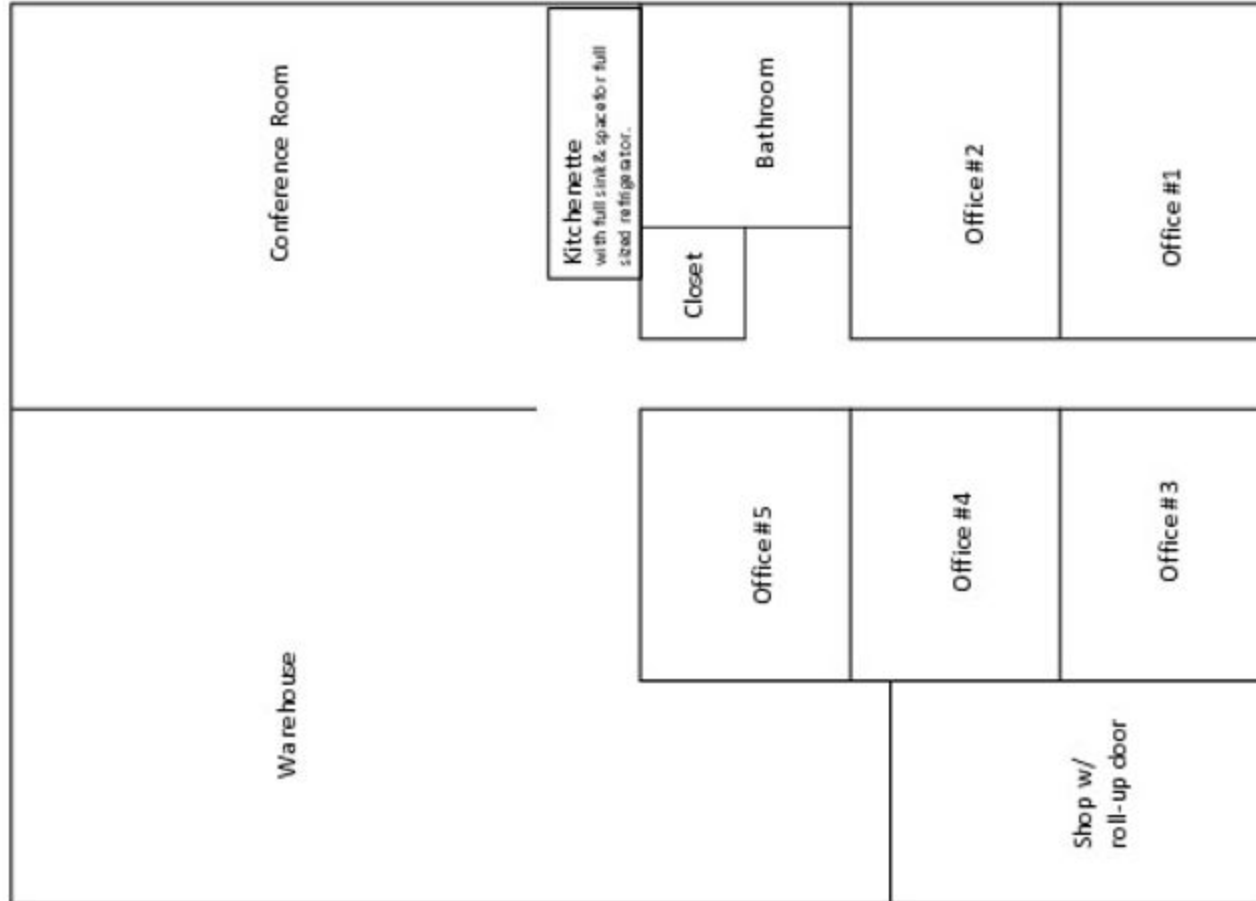 Conference Room
Kitchenette
with full sink & space for full
sized refrigerator.
Bathroom
Closet
Office #2
Office #1
Warehouse
Office #5
Office #4
Office #3
Shop w/
roll-up door